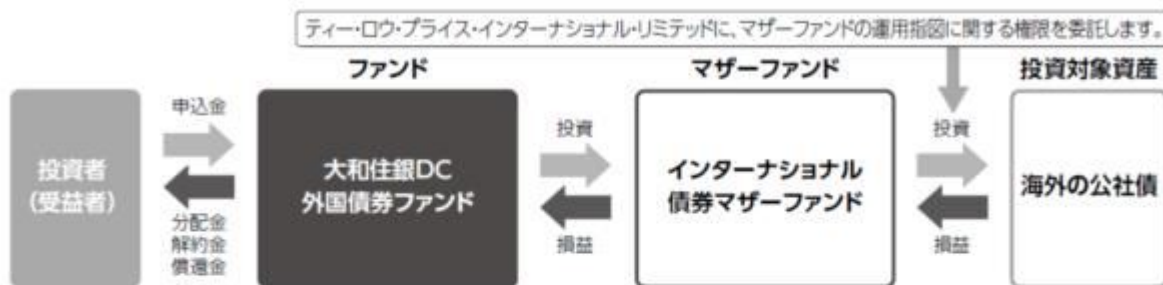 ティー・ロウ・プライス・インターナショナル・リミテッドに、マザーファンドの運用指図に関する権限を委託します。
ファンド
マザーファンド
投資対象資産
投資者
(受益者)
申込金
分配金
解約金
償還金
大和住銀DC
外国債券ファンド
投資
損益
インターナショナル
債券マザーファンド
投資
損益
海外の公社債